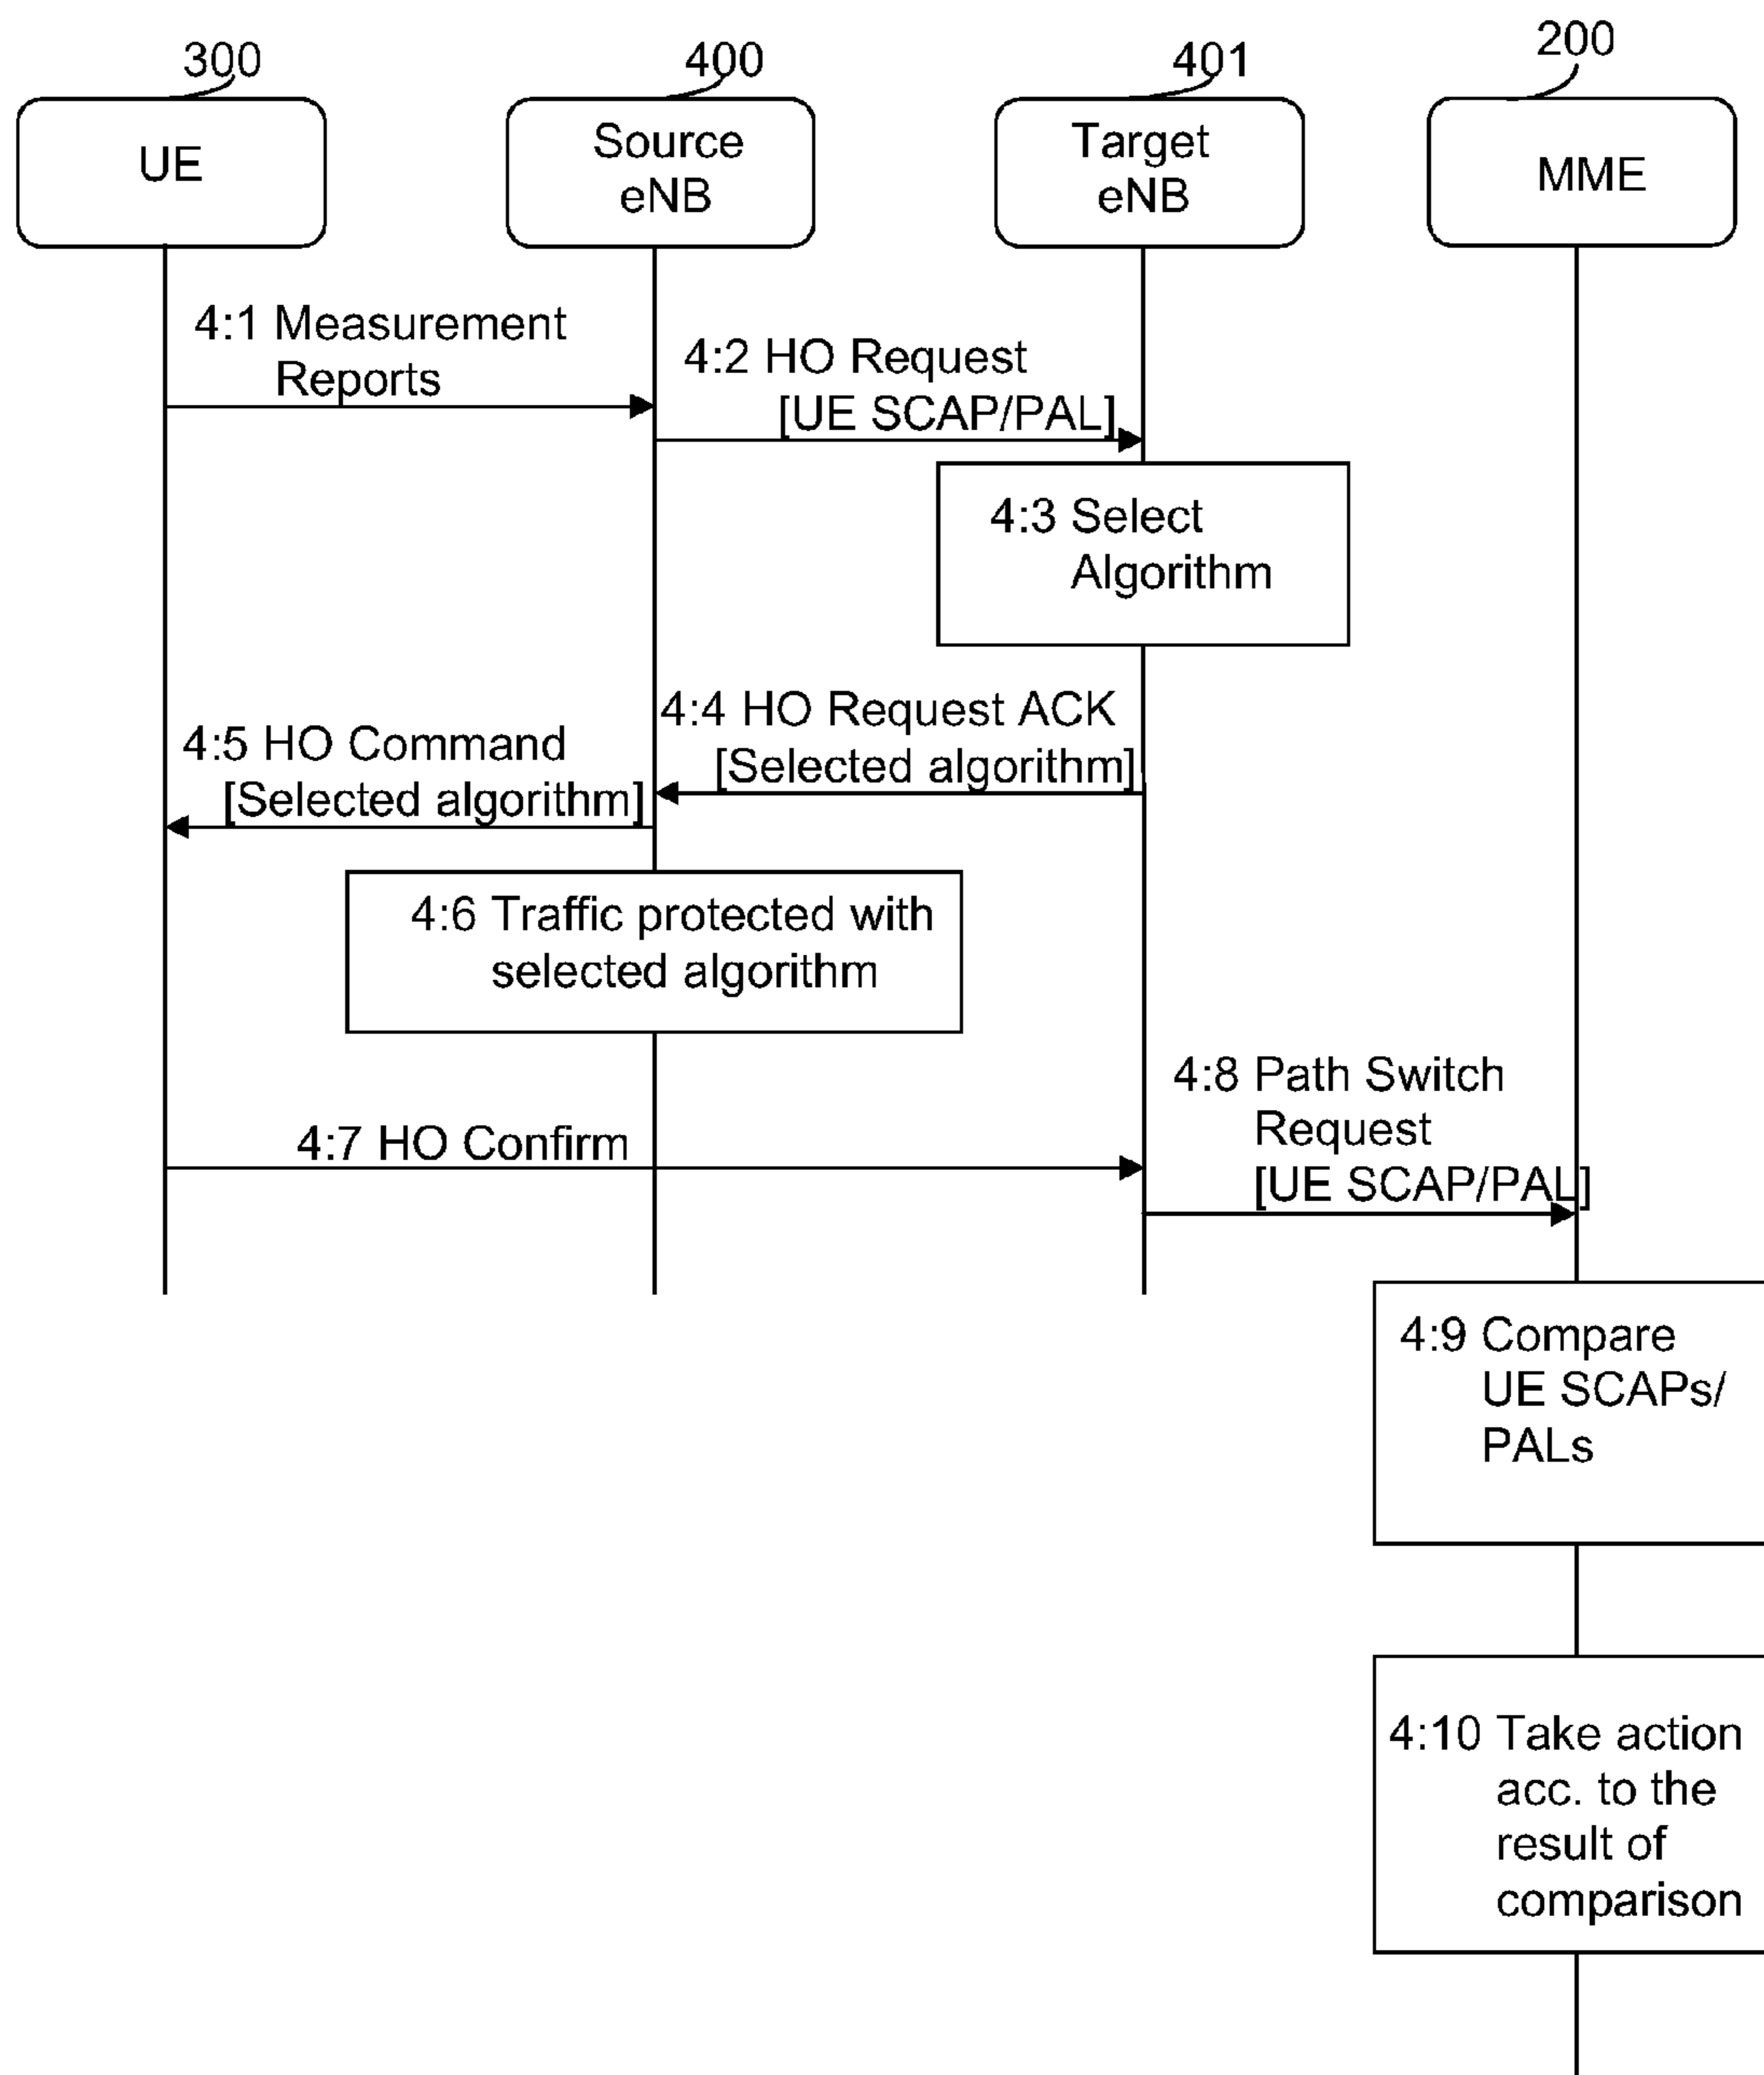 300
400
401
200
UE
Source
eNB
Target
eNB
MME
4:1 Measurement
Reports
4:2 HO Request
[UE SCAP/PAL]
4:3 Select
Algorithm
4:4 HO Request ACK
[Selected algorithm]
4:5 HO Command
[Selected algorithm]
4:6 Traffic protected with
selected algorithm
4:7 HO Confirm
4:8 Path Switch
Request
[UE SCAP/PAL]
4:9 Compare
UE SCAPs/
PALs
4:10 Take action
acc. to the
result of
comparison